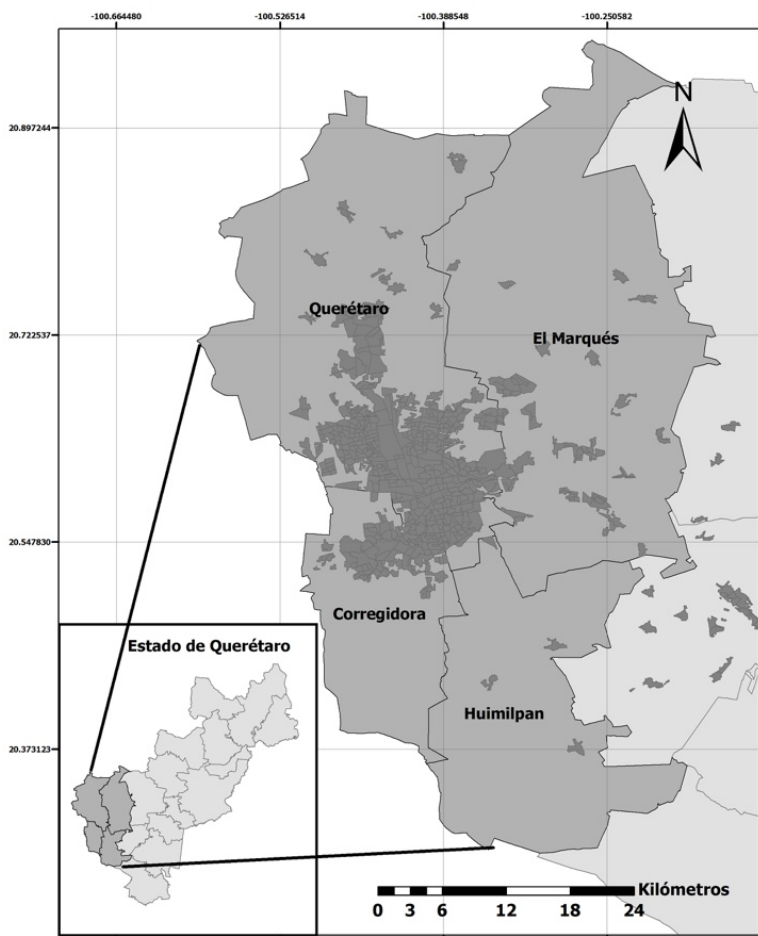 -100.664480 -100.526514 -100.388548 -100.250582
N
20.897244
Querétaro
20.722537
El Marqués
20.547830
Corregidora
Estado de Querétaro
Huimilpan
20.373123
Kilómetros
0 3 6 12 18 24